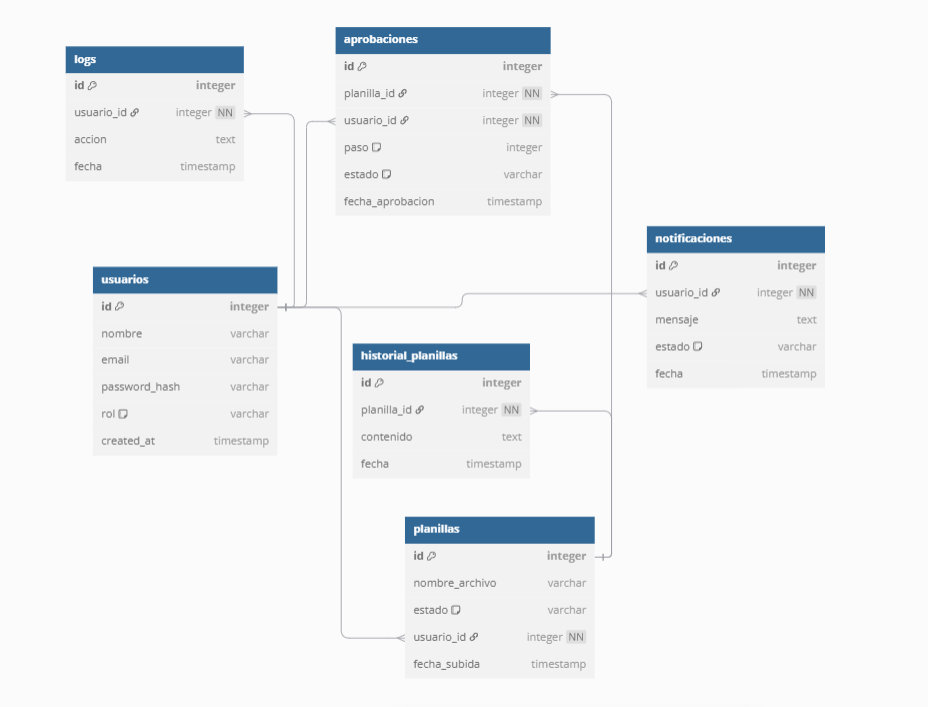 aprobaciones
id integer
planilla_id integer NN
usuario_id integer NN
paso integer
estado varchar
fecha_aprobacion timestamp
logs
id integer
usuario_id integer NN
accion text
fecha timestamp
notificaciones
id integer
usuario_id integer NN
mensaje text
estado varchar
fecha timestamp
usuarios
id integer
nombre varchar
email varchar
password_hash varchar
rol varchar
created_at timestamp
historial_planillas
id integer
planilla_id integer NN
contenido text
fecha timestamp
planillas
id integer
nombre_archivo varchar
estado varchar
usuario_id integer NN
fecha_subida timestamp